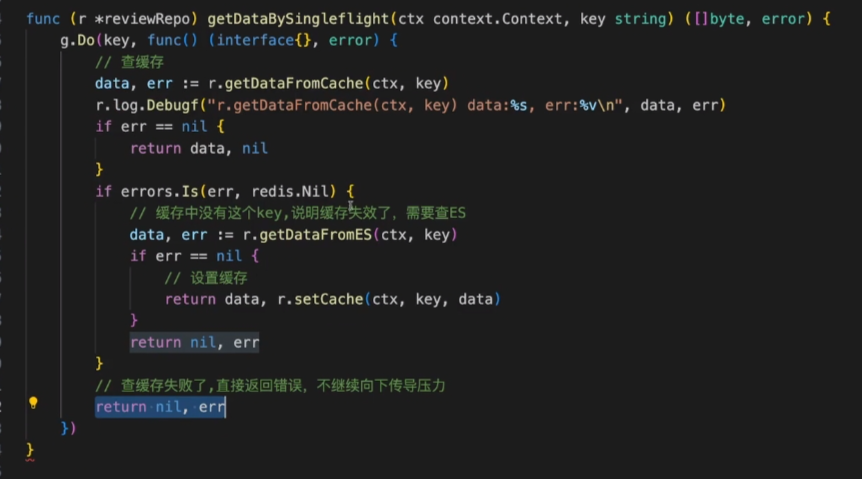 func (r *reviewRepo) getDataBySingleflight(ctx context.Context, key string) ([]byte, error) {
g.Do(key, func() (interface{}, error) {
// 查缓存
data, err := r.getDataFromCache(ctx, key)
r.log.Debugf("r.getDataFromCache(ctx, key) data:%s, err:%v\n", data, err)
if err == nil {
return data, nil
}
if errors.Is(err, redis.Nil) {
// 缓存中没有这个key,说明缓存失效了，需要查ES
data, err := r.getDataFromES(ctx, key)
if err == nil {
// 设置缓存
return data, r.setCache(ctx, key, data)
}
return nil, err
}
// 查缓存失败了,直接返回错误，不继续向下传导压力
return nil, err
})
}